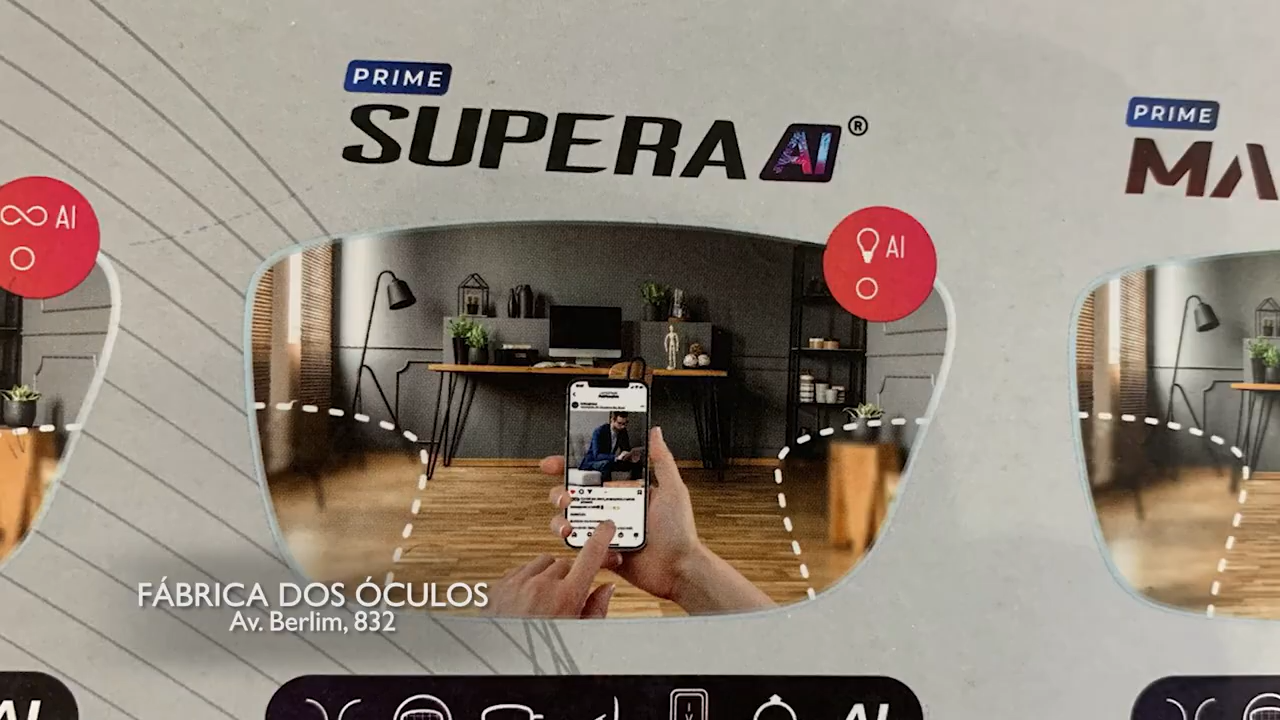 PRIME
SUPERA AI®
PRIME
MA
AI
AI
FÁBRICA DOS ÓCULOS
Av. Berlim, 832
AI
AI